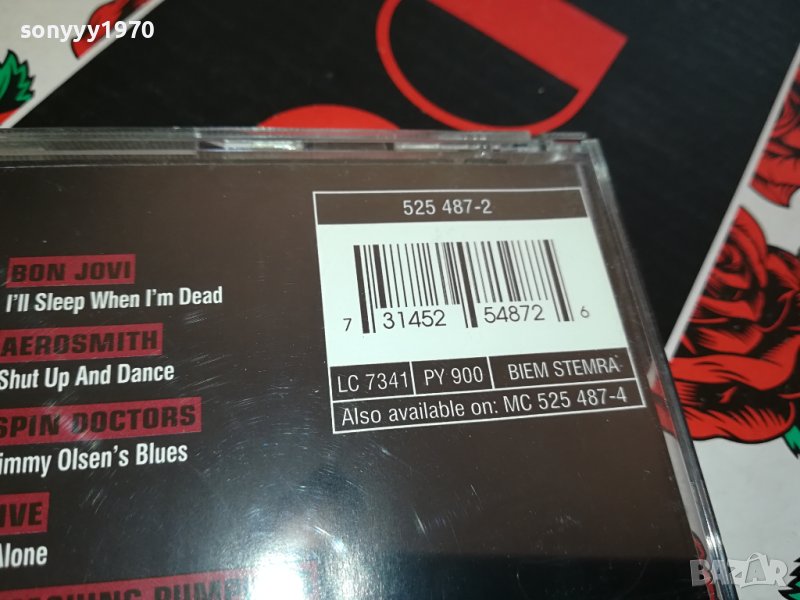 sonyyy1970
525 487-2
7 31452 54872 6
LC 7341 PY 900 BIEM STEMRA
Also available on: MC 525 487-4
BON JOVI
I'll Sleep When I'm Dead
AEROSMITH
Shut Up And Dance
SPIN DOCTORS
immy Olsen's Blues
IVE
Alone
BAZAR